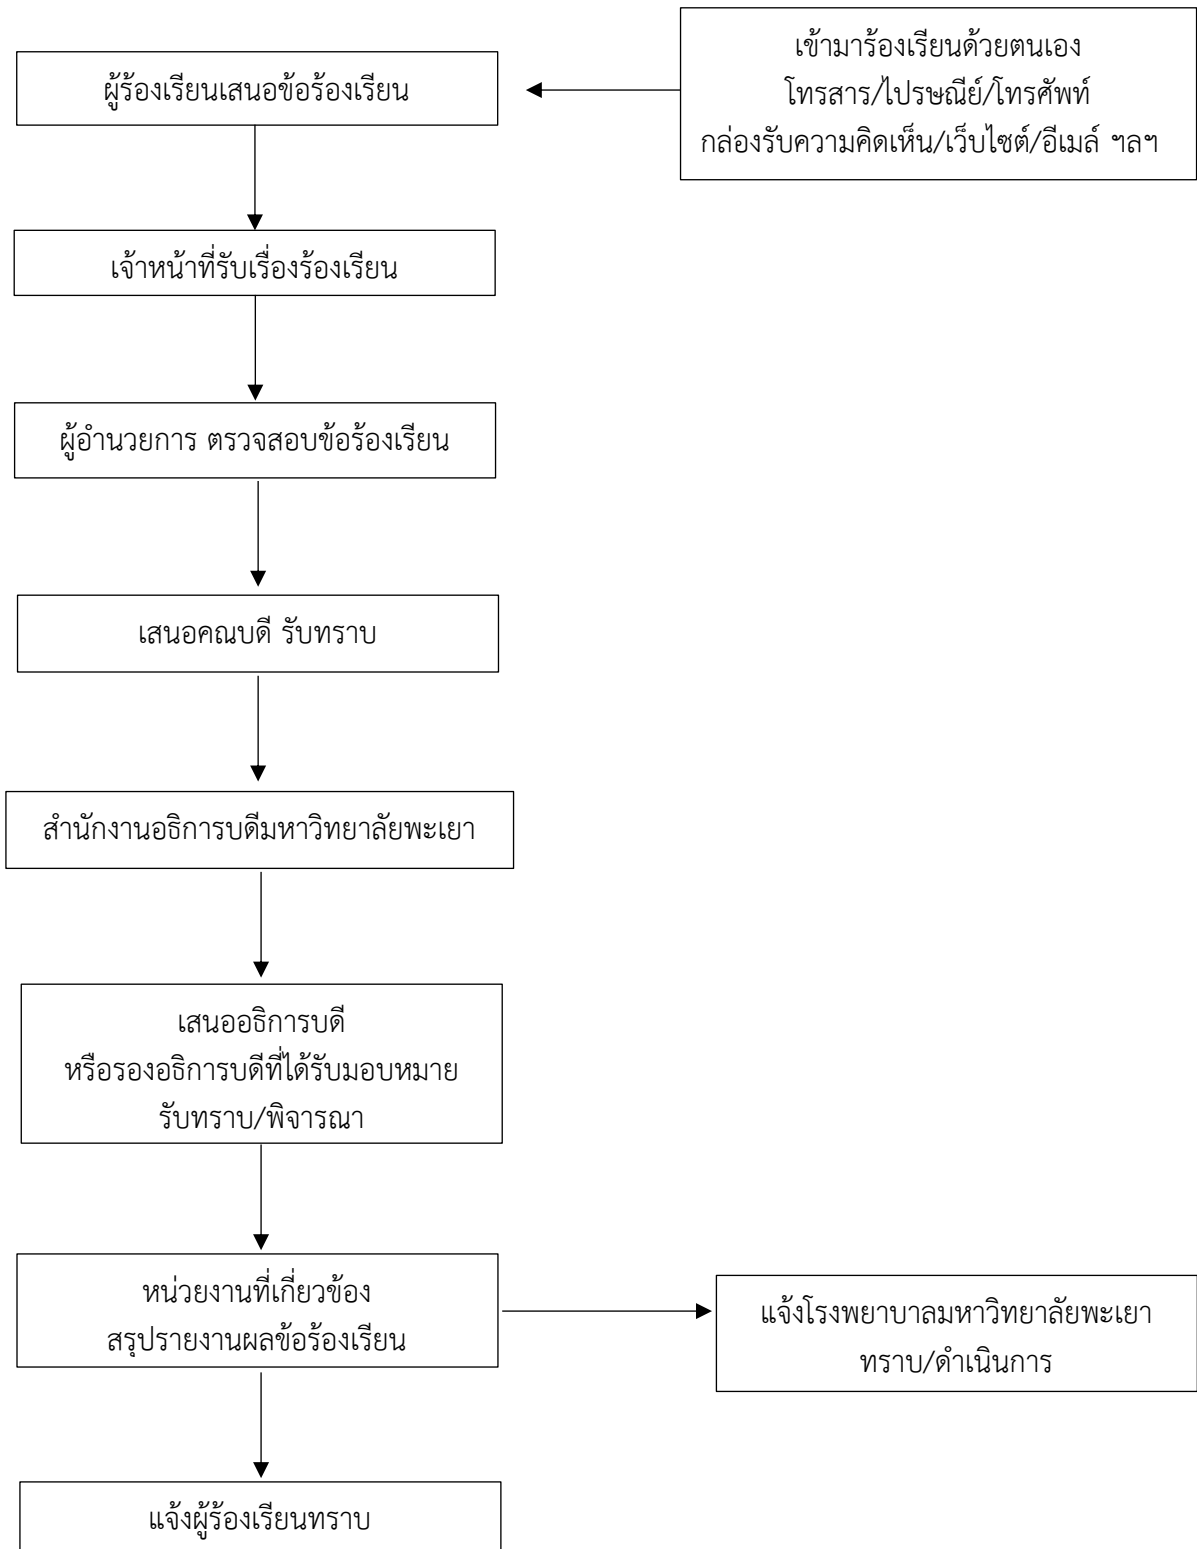 เข้ามาร้องเรียนด้วยตนเอง
โทรสาร/ไปรษณีย์/โทรศัพท์
กล่องรับความคิดเห็น/เว็บไซต์/อีเมล์ ฯลฯ
ผู้ร้องเรียนเสนอข้อร้องเรียน
เจ้าหน้าที่รับเรื่องร้องเรียน
ผู้อำนวยการ ตรวจสอบข้อร้องเรียน
เสนอคณบดี รับทราบ
สำนักงานอธิการบดีมหาวิทยาลัยพะเยา
เสนออธิการบดี
หรือรองอธิการบดีที่ได้รับมอบหมาย
รับทราบ/พิจารณา
หน่วยงานที่เกี่ยวข้อง
สรุปรายงานผลข้อร้องเรียน
แจ้งโรงพยาบาลมหาวิทยาลัยพะเยา
ทราบ/ดำเนินการ
แจ้งผู้ร้องเรียนทราบ